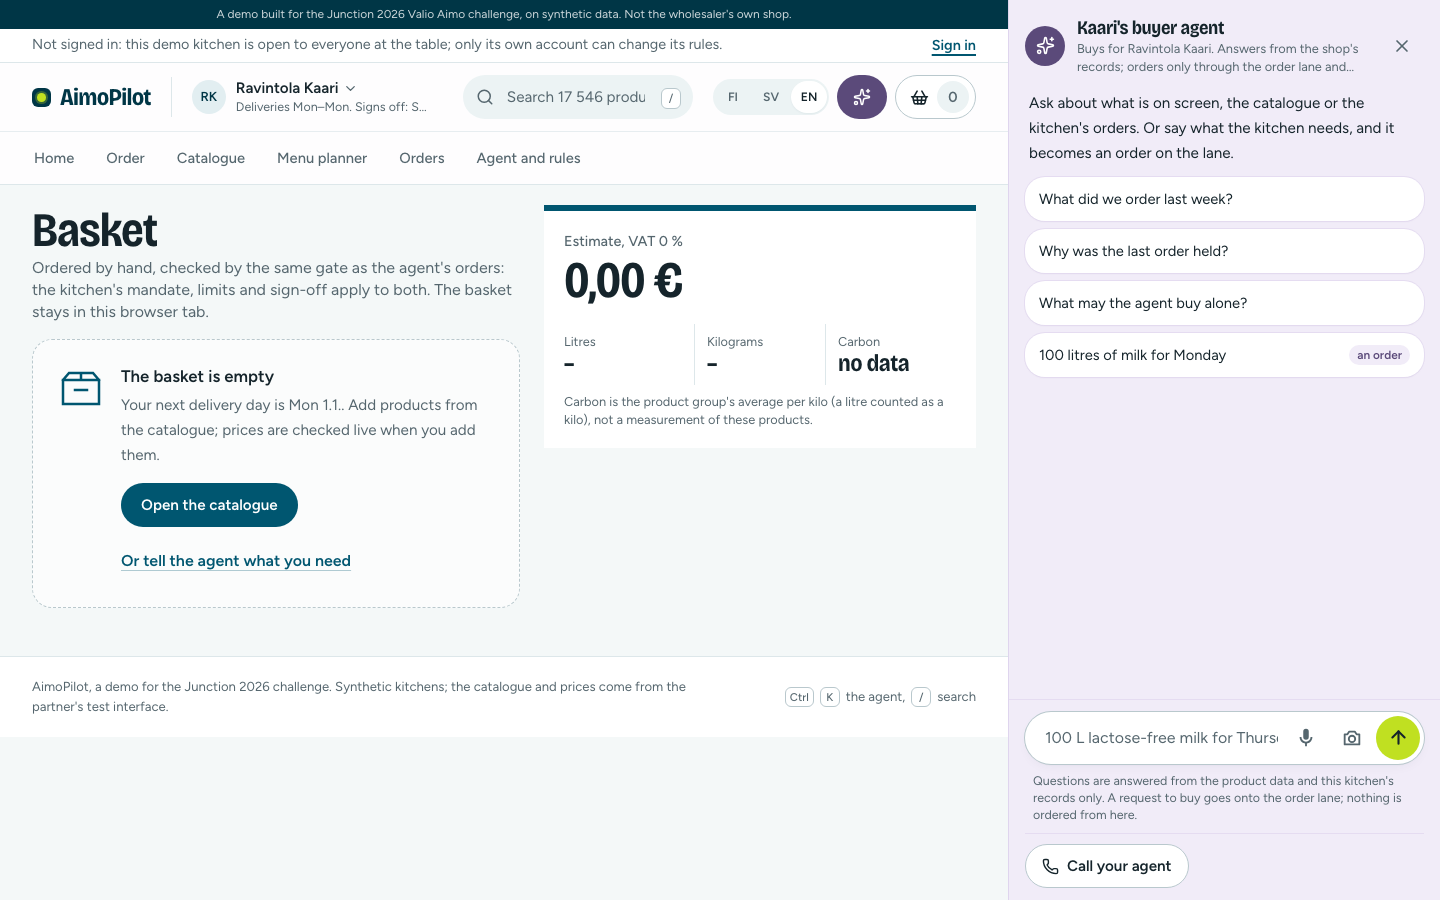 A demo built for the Junction 2026 Valio Aimo challenge, on synthetic data. Not the wholesaler's own shop.
Not signed in: this demo kitchen is open to everyone at the table; only its own account can change its rules.
Sign in
AimoPilot
RK
Ravintola Kaari
Deliveries Mon–Mon. Signs off: S...
Search 17 546 produ
/
FI
SV
EN
0
Home
Order
Catalogue
Menu planner
Orders
Agent and rules
Basket
Ordered by hand, checked by the same gate as the agent's orders:
the kitchen's mandate, limits and sign-off apply to both. The basket
stays in this browser tab.
The basket is empty
Your next delivery day is Mon 1.1.. Add products from
the catalogue; prices are checked live when you add
them.
Open the catalogue
Or tell the agent what you need
Estimate, VAT 0 %
0,00 €
Litres
–
Kilograms
–
Carbon
no data
Carbon is the product group's average per kilo (a litre counted as a
kilo), not a measurement of these products.
AimoPilot, a demo for the Junction 2026 challenge. Synthetic kitchens; the catalogue and prices come from the
partner's test interface.
Ctrl K the agent, / search
Kaari's buyer agent
Buys for Ravintola Kaari. Answers from the shop's
records; orders only through the order lane and...
Ask about what is on screen, the catalogue or the
kitchen's orders. Or say what the kitchen needs, and it
becomes an order on the lane.
What did we order last week?
Why was the last order held?
What may the agent buy alone?
100 litres of milk for Monday
an order
100 L lactose-free milk for Thurs
Questions are answered from the product data and this kitchen's
records only. A request to buy goes onto the order lane; nothing is
ordered from here.
Call your agent